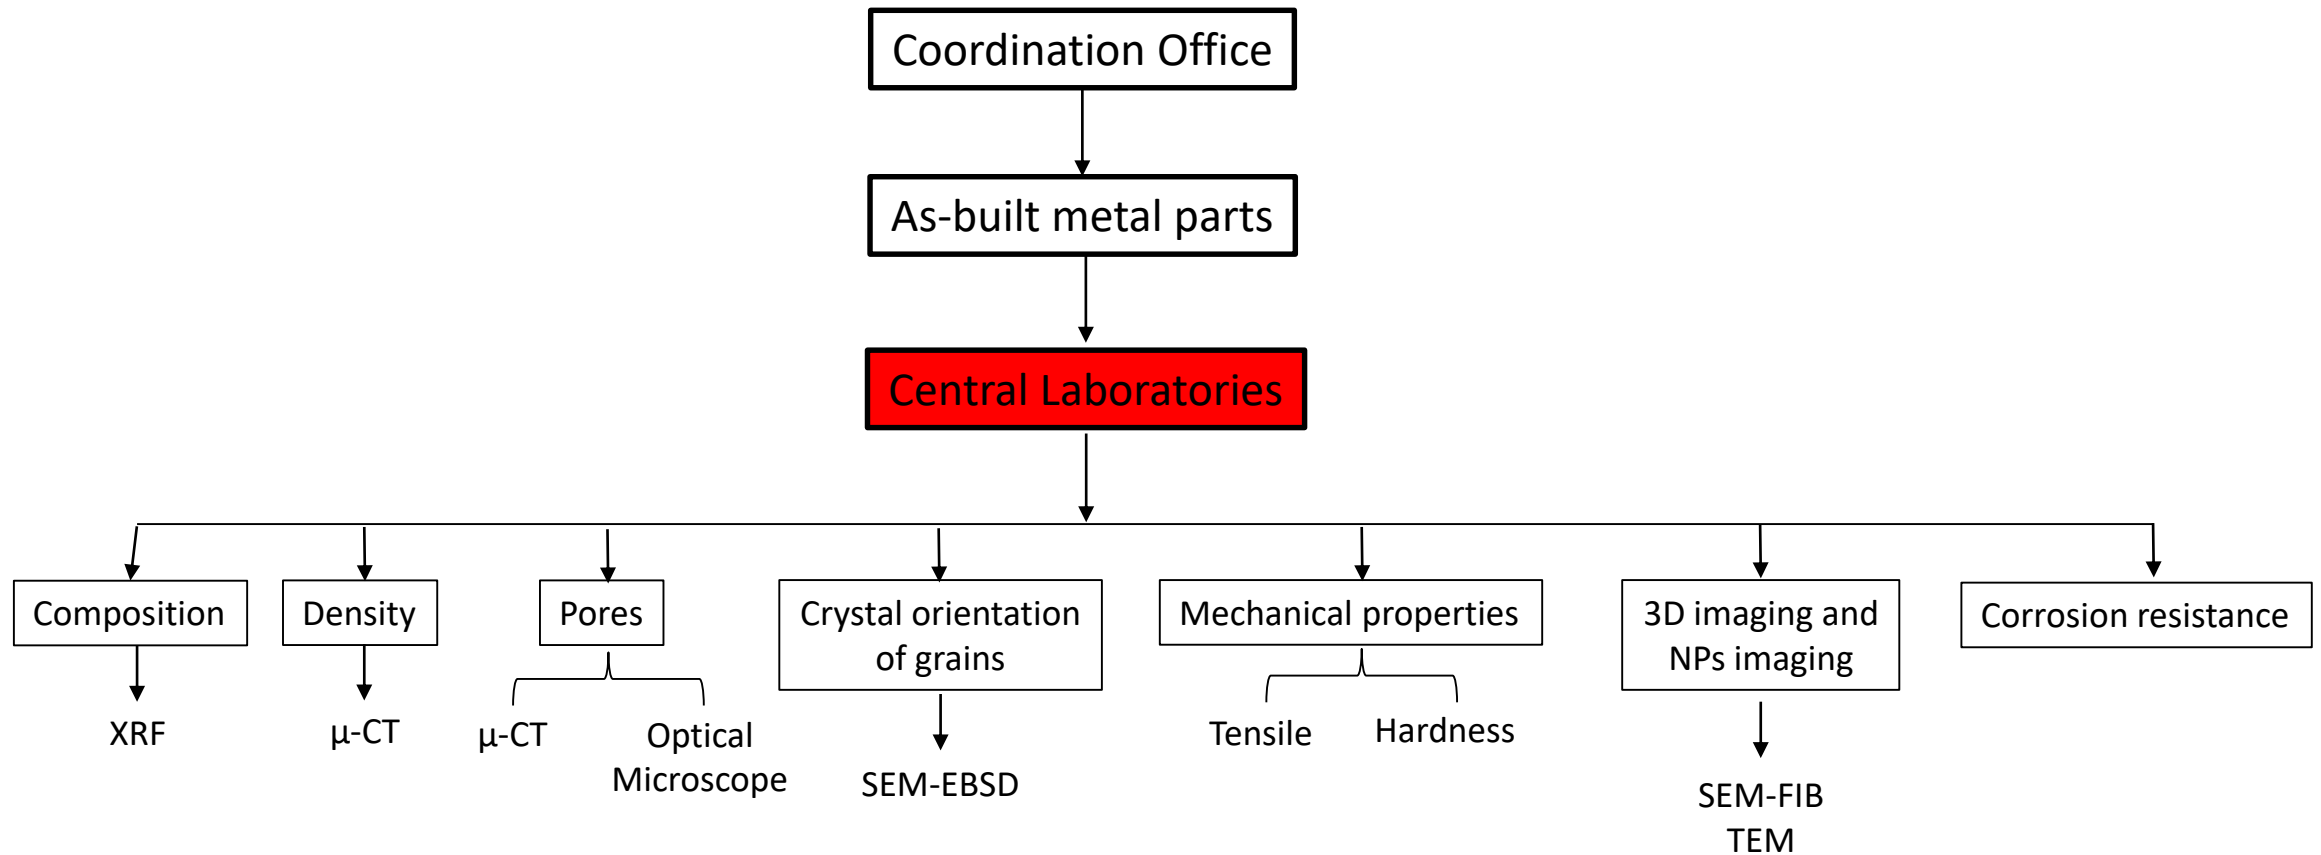 Coordination Office
As-built metal parts
Central Laboratories
Composition
Density
Pores
Crystal orientation
of grains
Mechanical properties
3D imaging and
NPs imaging
Corrosion resistance
XRF
µ-CT
µ-CT
Optical
Microscope
SEM-EBSD
Tensile
Hardness
SEM-FIB
TEM